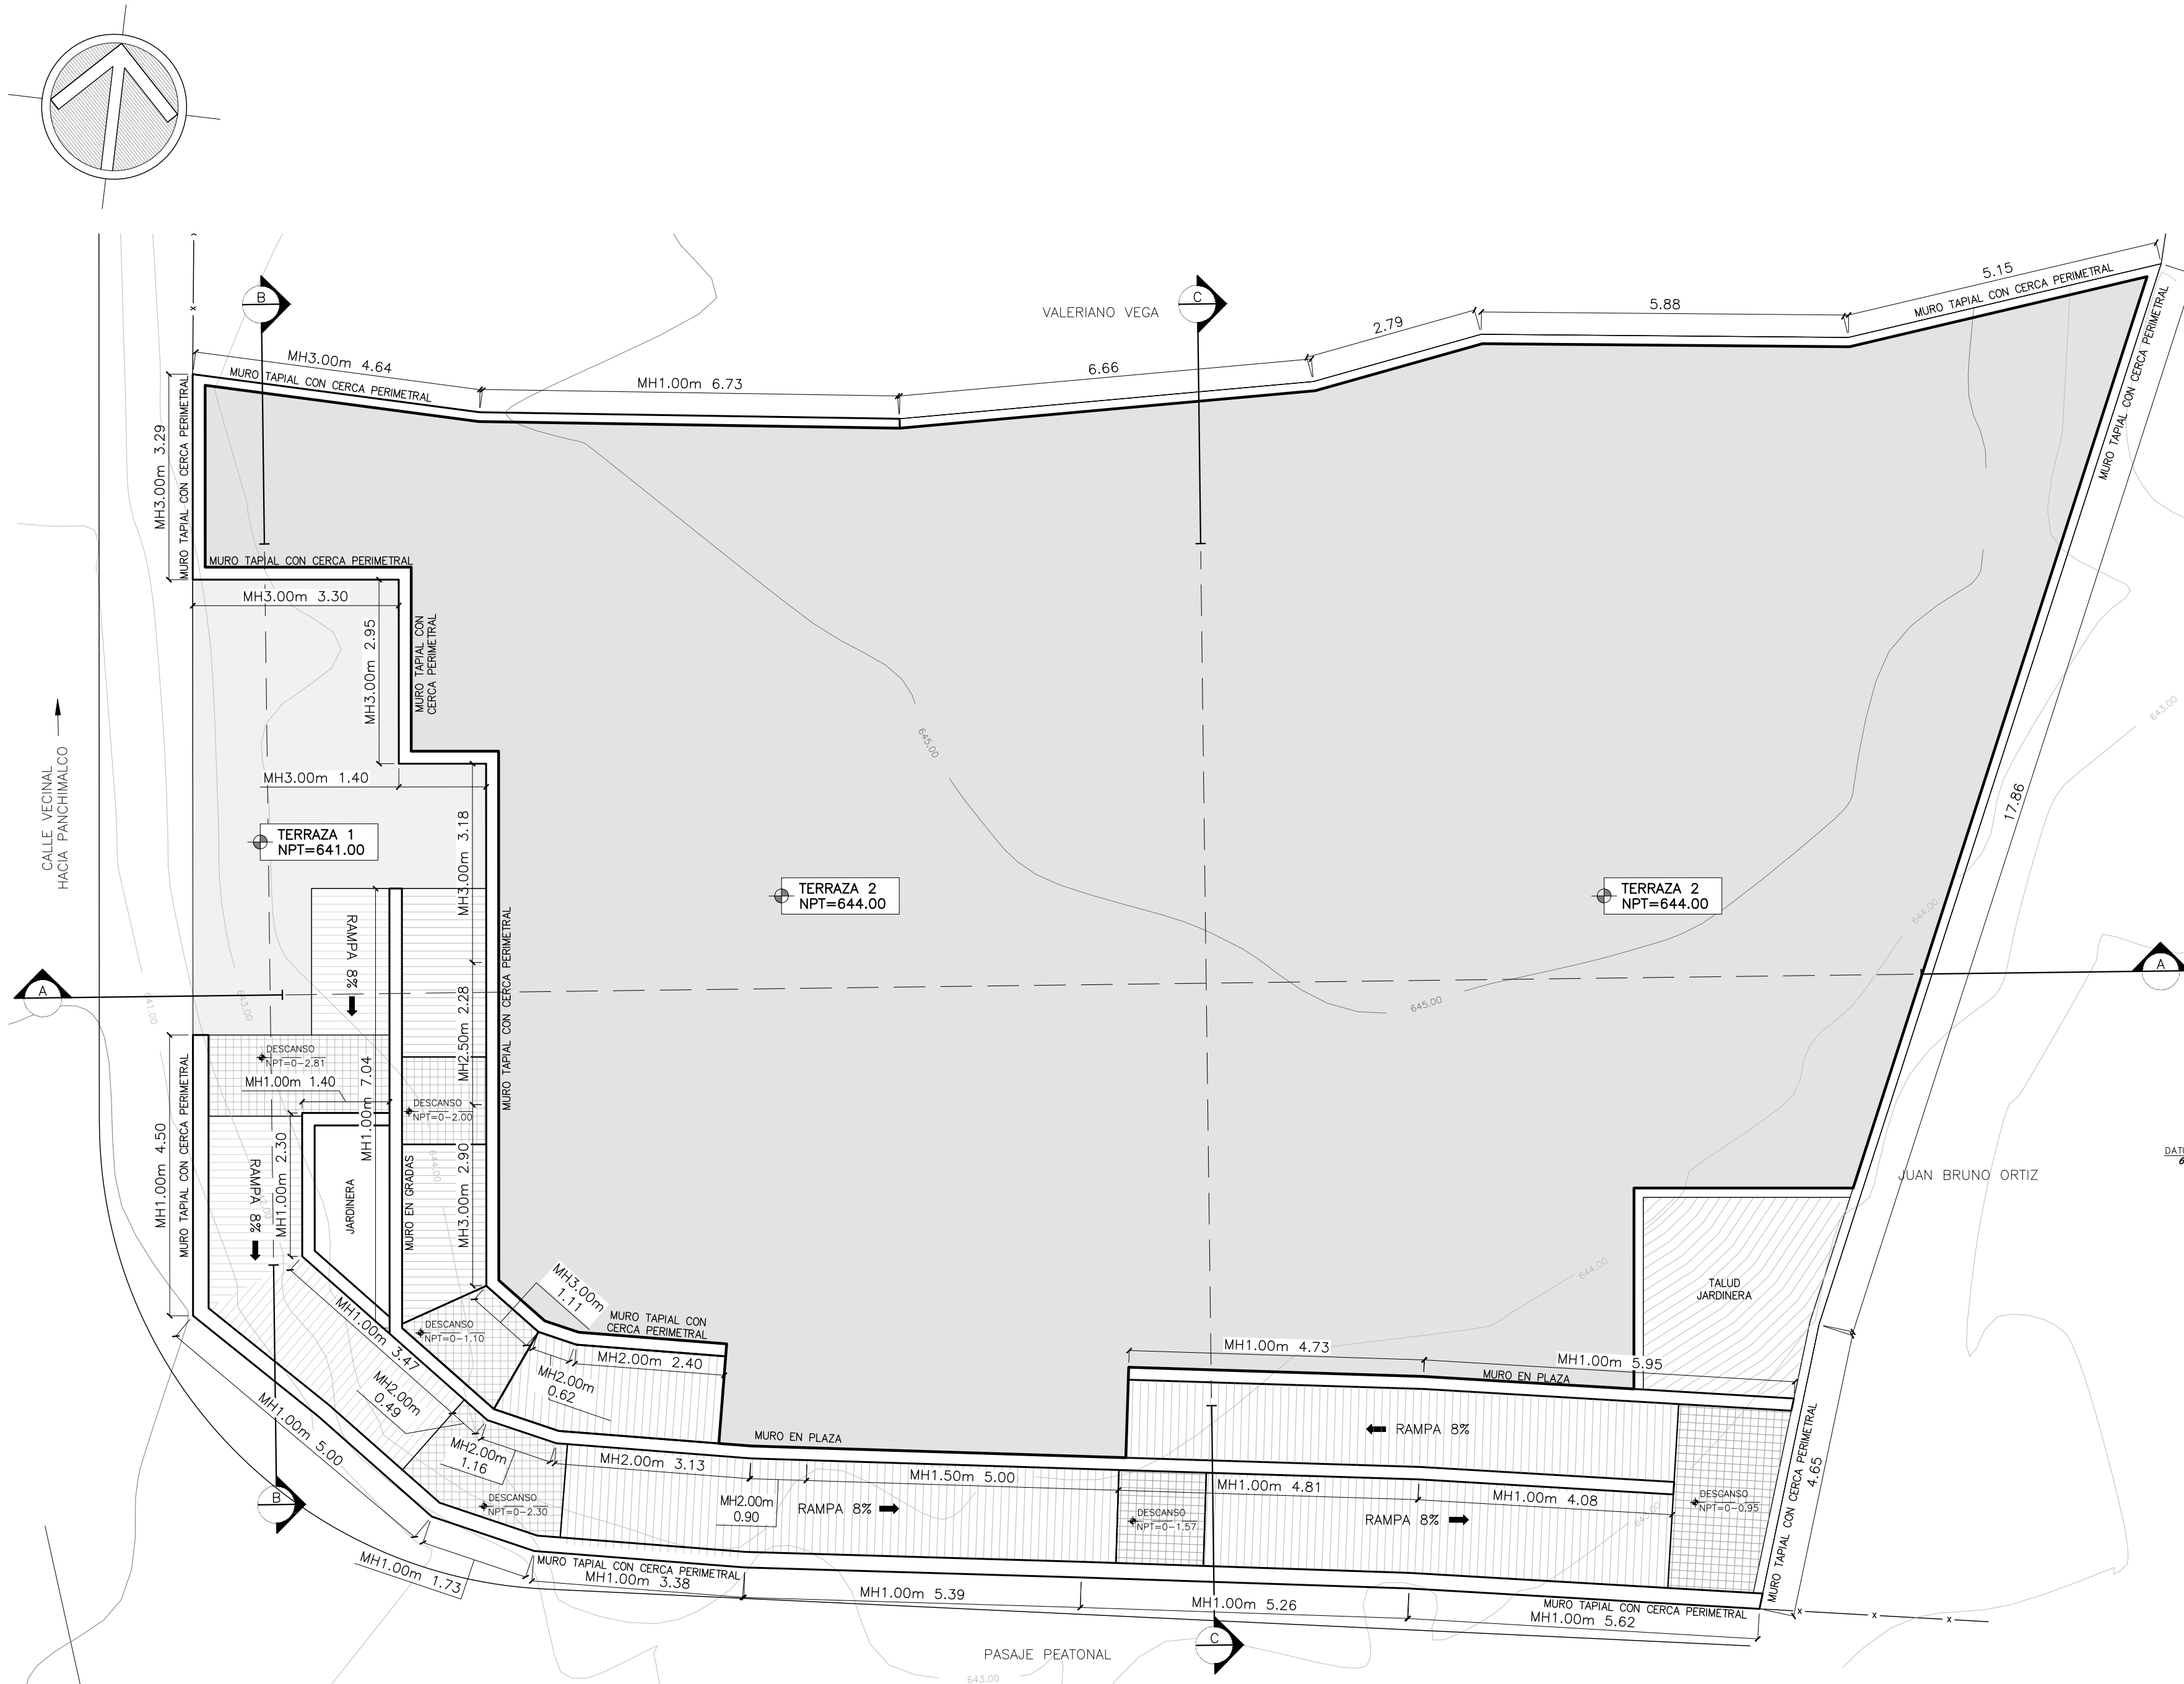 5.15
MURO TAPIAL CON CERCA PERIMETRAL
B
C
VALERIANO VEGA
5.88
2.79
MH3.00m 4.64
MURO TAPIAL CON CERCA PERIMETRAL
MH1.00m 6.73
6.66
MURO TAPIAL CON CERCA PERIMETRAL
MH3.00m 3.29
MURO TAPIAL CON CERCA PERIMETRAL
MURO TAPIAL CON CERCA PERIMETRAL
MH3.00m 3.30
MH3.00m 2.95
MURO TAPIAL CON
CERCA PERIMETRAL
643.00
645.00
CALLE VECINAL
HACIA PANCHIMALCO
MH3.00m 1.40
TERRAZA 1
NPT=641.00
MH3.00m 3.18
17.86
TERRAZA 2
NPT=644.00
TERRAZA 2
NPT=644.00
644.00
RAMPA 8%
MURO TAPIAL CON CERCA PERIMETRAL
A
A
641.00
643.00
645.00
MH2.50m 2.28
DESCANSO
NPT=0-2.81
MH1.00m 1.40
MH1.00m 7.04
DESCANSO
NPT=0-2.00
MURO TAPIAL CON CERCA PERIMETRAL
MH1.00m 4.50
RAMPA 8%
MH1.00m 2.30
JARDINERA
MURO EN GRADAS
644.00
MH3.00m 2.90
JUAN BRUNO ORTIZ
644.00
TALUD
JARDINERA
MH3.00m
1.11
MURO TAPIAL CON
CERCA PERIMETRAL
DESCANSO
NPT=0-1.10
MH1.00m 3.47
MH2.00m 2.40
MH2.00m
0.62
MH1.00m 4.73
MH1.00m 5.95
MURO EN PLAZA
MH2.00m
0.49
MH1.00m 5.00
MURO EN PLAZA
RAMPA 8%
MH2.00m
1.16
MH2.00m 3.13
MH1.50m 5.00
MH1.00m 4.81
MH1.00m 4.08
4.65
MURO TAPIAL CON CERCA PERIMETRAL
DESCANSO
NPT=0-2.30
MH2.00m
0.90
RAMPA 8%
DESCANSO
NPT=0-1.57
RAMPA 8%
643.00
DESCANSO
NPT=0-0.95
MURO TAPIAL CON CERCA PERIMETRAL
MH1.00m 1.73
MH1.00m 3.38
MH1.00m 5.39
MH1.00m 5.26
MURO TAPIAL CON CERCA PERIMETRAL
MH1.00m 5.62
B
C
PASAJE PEATONAL
643.00